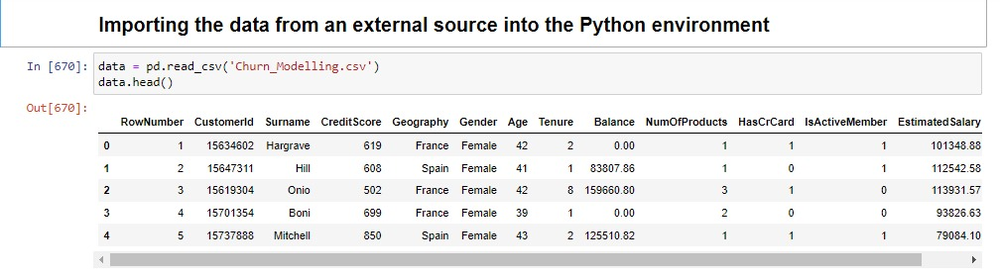 Importing the data from an external source into the Python environment
In [670]: data = pd.read_csv('Churn_Modelling.csv')
data.head()
Out[670]:
RowNumber CustomerId Surname CreditScore Geography Gender Age Tenure Balance NumOfProducts HasCrCard IsActiveMember EstimatedSalary
0 1 15634602 Hargrave 619 France Female 42 2 0.00 1 1 1 101348.88
1 2 15647311 Hill 608 Spain Female 41 1 83807.86 1 0 1 112542.58
2 3 15619304 Onio 502 France Female 42 8 159660.80 3 1 0 113931.57
3 4 15701354 Boni 699 France Female 39 1 0.00 2 0 0 93826.63
4 5 15737888 Mitchell 850 Spain Female 43 2 125510.82 1 1 1 79084.10